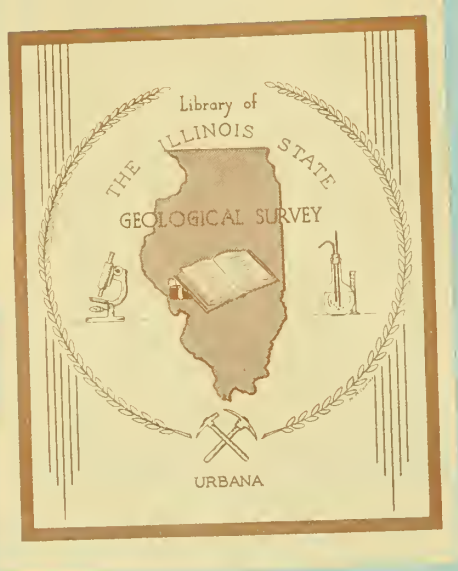 Library of
THE ILLINOIS STATE
GEOLOGICAL SURVEY
URBANA